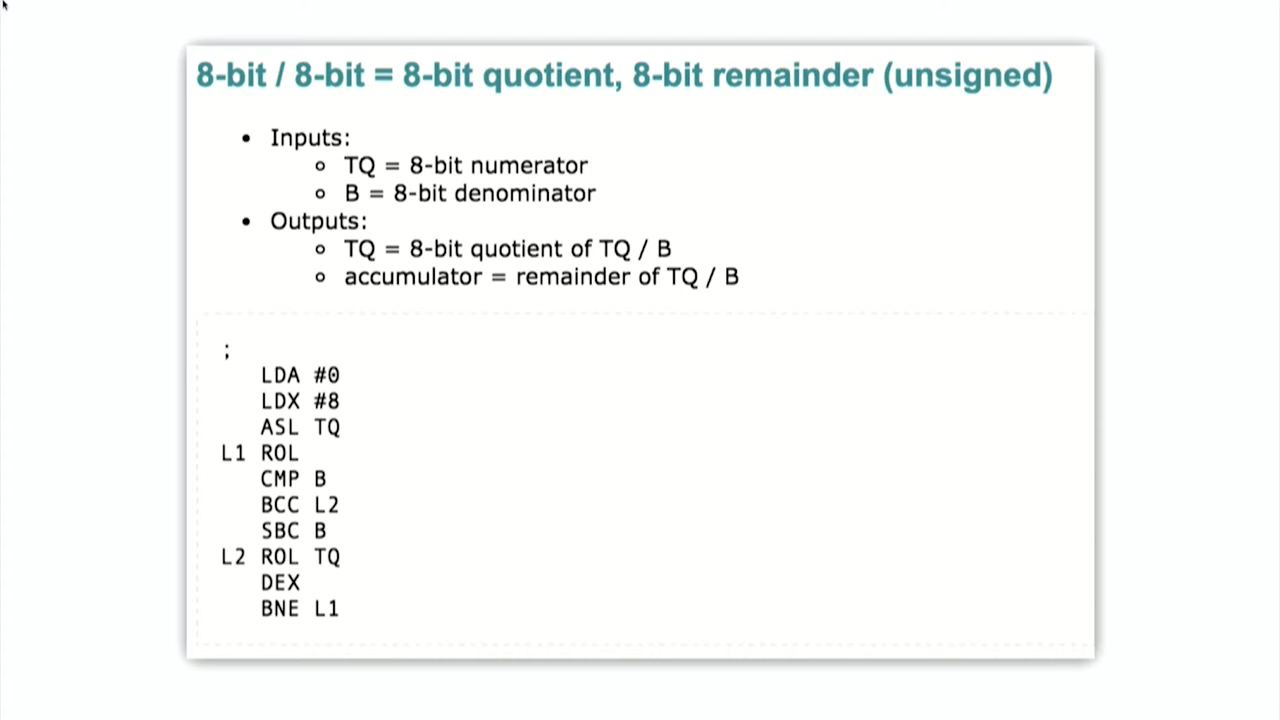 8-bit / 8-bit = 8-bit quotient, 8-bit remainder (unsigned)
• Inputs:
o TQ = 8-bit numerator
o B = 8-bit denominator
• Outputs:
o TQ = 8-bit quotient of TQ / B
o accumulator = remainder of TQ / B
;
LDA #0
LDX #8
ASL TQ
L1 ROL
CMP B
BCC L2
SBC B
L2 ROL TQ
DEX
BNE L1